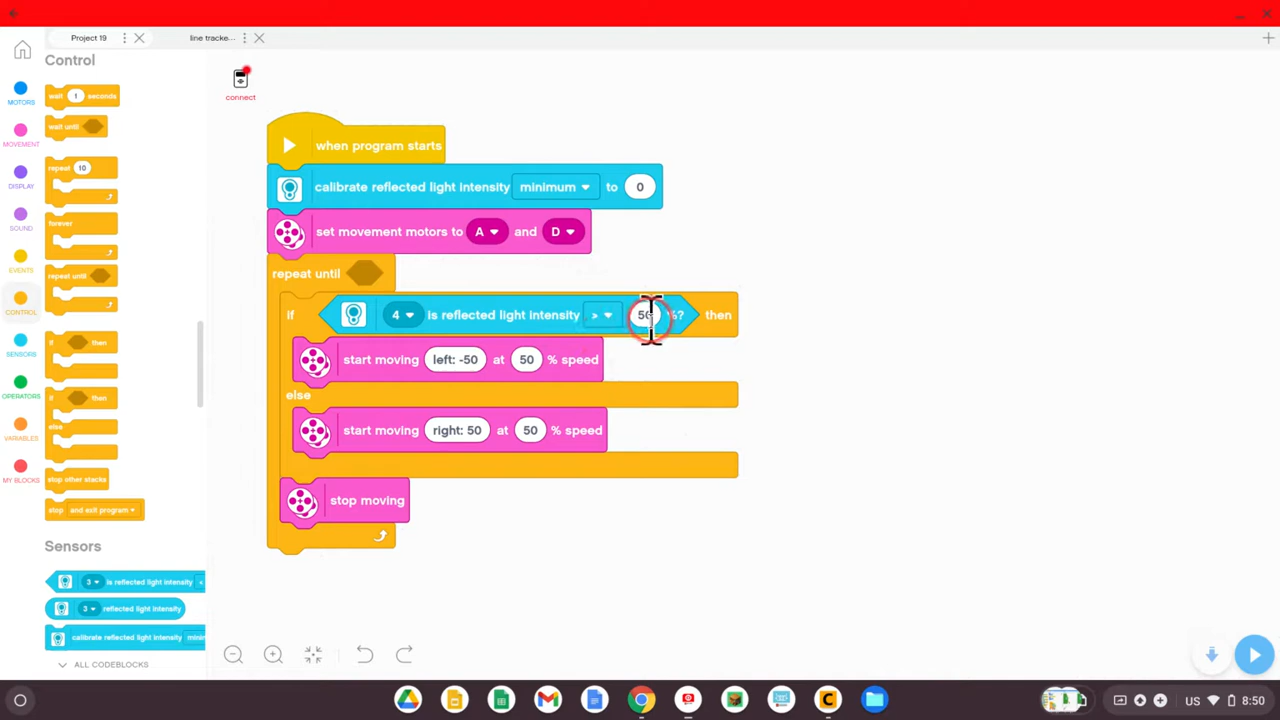 Project 19
line tracke...
Control
MOTORS
MOVEMENT
DISPLAY
SOUND
EVENTS
CONTROL
SENSORS
OPERATORS
VARIABLES
MY BLOCKS
wait 1 seconds
wait until
repeat 10
forever
repeat until
if then
if then
else
stop other stacks
stop and exit program
Sensors
3 is reflected light intensity <
3 reflected light intensity
calibrate reflected light intensity
ALL CODEBLOCKS
connect
when program starts
calibrate reflected light intensity minimum to 0
set movement motors to A and D
repeat until
if 4 is reflected light intensity > 50 %? then
start moving left: -50 at 50 % speed
else
start moving right: 50 at 50 % speed
stop moving
US 8:50